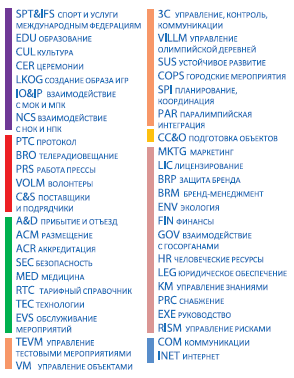 SPT&IFS СПОРТ И УСЛУГИ
МЕЖДУНАРОДНЫМ ФЕДЕРАЦИЯМ
EDU ОБРАЗОВАНИЕ
CUL КУЛЬТУРА
CER ЦЕРЕМОНИИ
LKOG СОЗДАНИЕ ОБРАЗА ИГР
IO&IP ВЗАИМОДЕЙСТВИЕ
С МОК И МПК
NCS ВЗАИМОДЕЙСТВИЕ
С НОК И НПК
PTC ПРОТОКОЛ
BRO ТЕЛЕРАДИОВЕЩАНИЕ
PRS РАБОТА ПРЕССЫ
VOLM ВОЛОНТЕРЫ
C&S ПОСТАВЩИКИ
И ПОДРЯДЧИКИ
A&D ПРИБЫТИЕ И ОТЪЕЗД
ACM РАЗМЕЩЕНИЕ
ACR АККРЕДИТАЦИЯ
SEC БЕЗОПАСНОСТЬ
MED МЕДИЦИНА
RTC ТАРИФНЫЙ СПРАВОЧНИК
TEC ТЕХНОЛОГИИ
EVS ОБСЛУЖИВАНИЕ
МЕРОПРИЯТИЙ
TEVM УПРАВЛЕНИЕ
ТЕСТОВЫМИ МЕРОПРИЯТИЯМИ
VM УПРАВЛЕНИЕ ОБЪЕКТАМИ
3C УПРАВЛЕНИЕ, КОНТРОЛЬ,
КОММУНИКАЦИИ
VILLM УПРАВЛЕНИЕ
ОЛИМПИЙСКОЙ ДЕРЕВНЕЙ
SUS УСТОЙЧИВОЕ РАЗВИТИЕ
COPS ГОРОДСКИЕ МЕРОПРИЯТИЯ
SPI ПЛАНИРОВАНИЕ,
КООРДИНАЦИЯ
PAR ПАРАЛИМПИЙСКАЯ
ИНТЕГРАЦИЯ
CC&O ПОДГОТОВКА ОБЪЕКТОВ
MKTG МАРКЕТИНГ
LIC ЛИЦЕНЗИРОВАНИЕ
BRP ЗАЩИТА БРЕНДА
BRM БРЕНД-МЕНЕДЖМЕНТ
ENV ЭКОЛОГИЯ
FIN ФИНАНСЫ
GOV ВЗАИМОДЕЙСТВИЕ
С ГОСОРГАНАМИ
HR ЧЕЛОВЕЧЕСКИЕ РЕСУРСЫ
LEG ЮРИДИЧЕСКОЕ ОБЕСПЕЧЕНИЕ
KM УПРАВЛЕНИЕ ЗНАНИЯМИ
PRC СНАБЖЕНИЕ
EXE РУКОВОДСТВО
RISM УПРАВЛЕНИЕ РИСКАМИ
COM КОММУНИКАЦИИ
INET ИНТЕРНЕТ